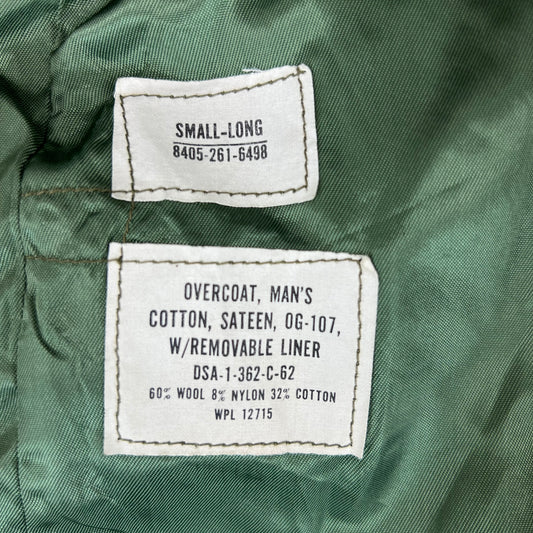 SMALL-LONG
8405-261-6498
OVERCOAT, MAN'S
COTTON, SATEEN, OG-107,
W/REMOVABLE LINER
DSA-1-362-C-62
60% WOOL 8% NYLON 32% COTTON
WPL 12715